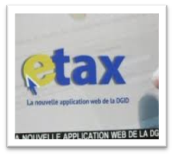 etax
La nouvelle application web de la DGID
A NOUVELLE APPLICATION WEB DE LA DG